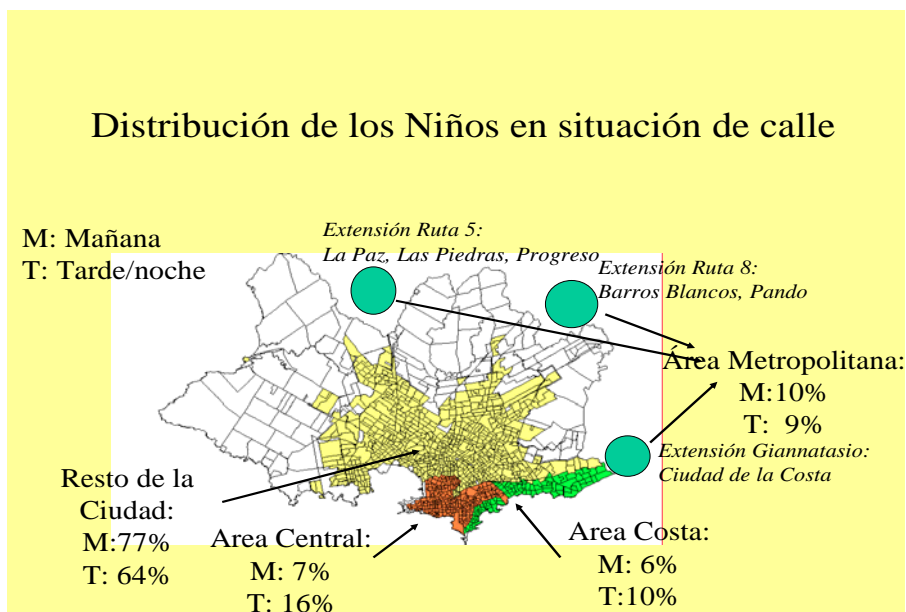 Distribución de los Niños en situación de calle
M: Mañana
T: Tarde/noche
Extensión Ruta 5:
La Paz, Las Piedras, Progreso
Extensión Ruta 8:
Barros Blancos, Pando
Área Métropolitana:
M:10%
T: 9%
Extensión Giannatasio:
Ciudad de la Costa
Resto de la
Ciudad:
M:77%
T: 64%
Area Central:
M: 7%
T: 16%
Area Costa:
M: 6%
T:10%